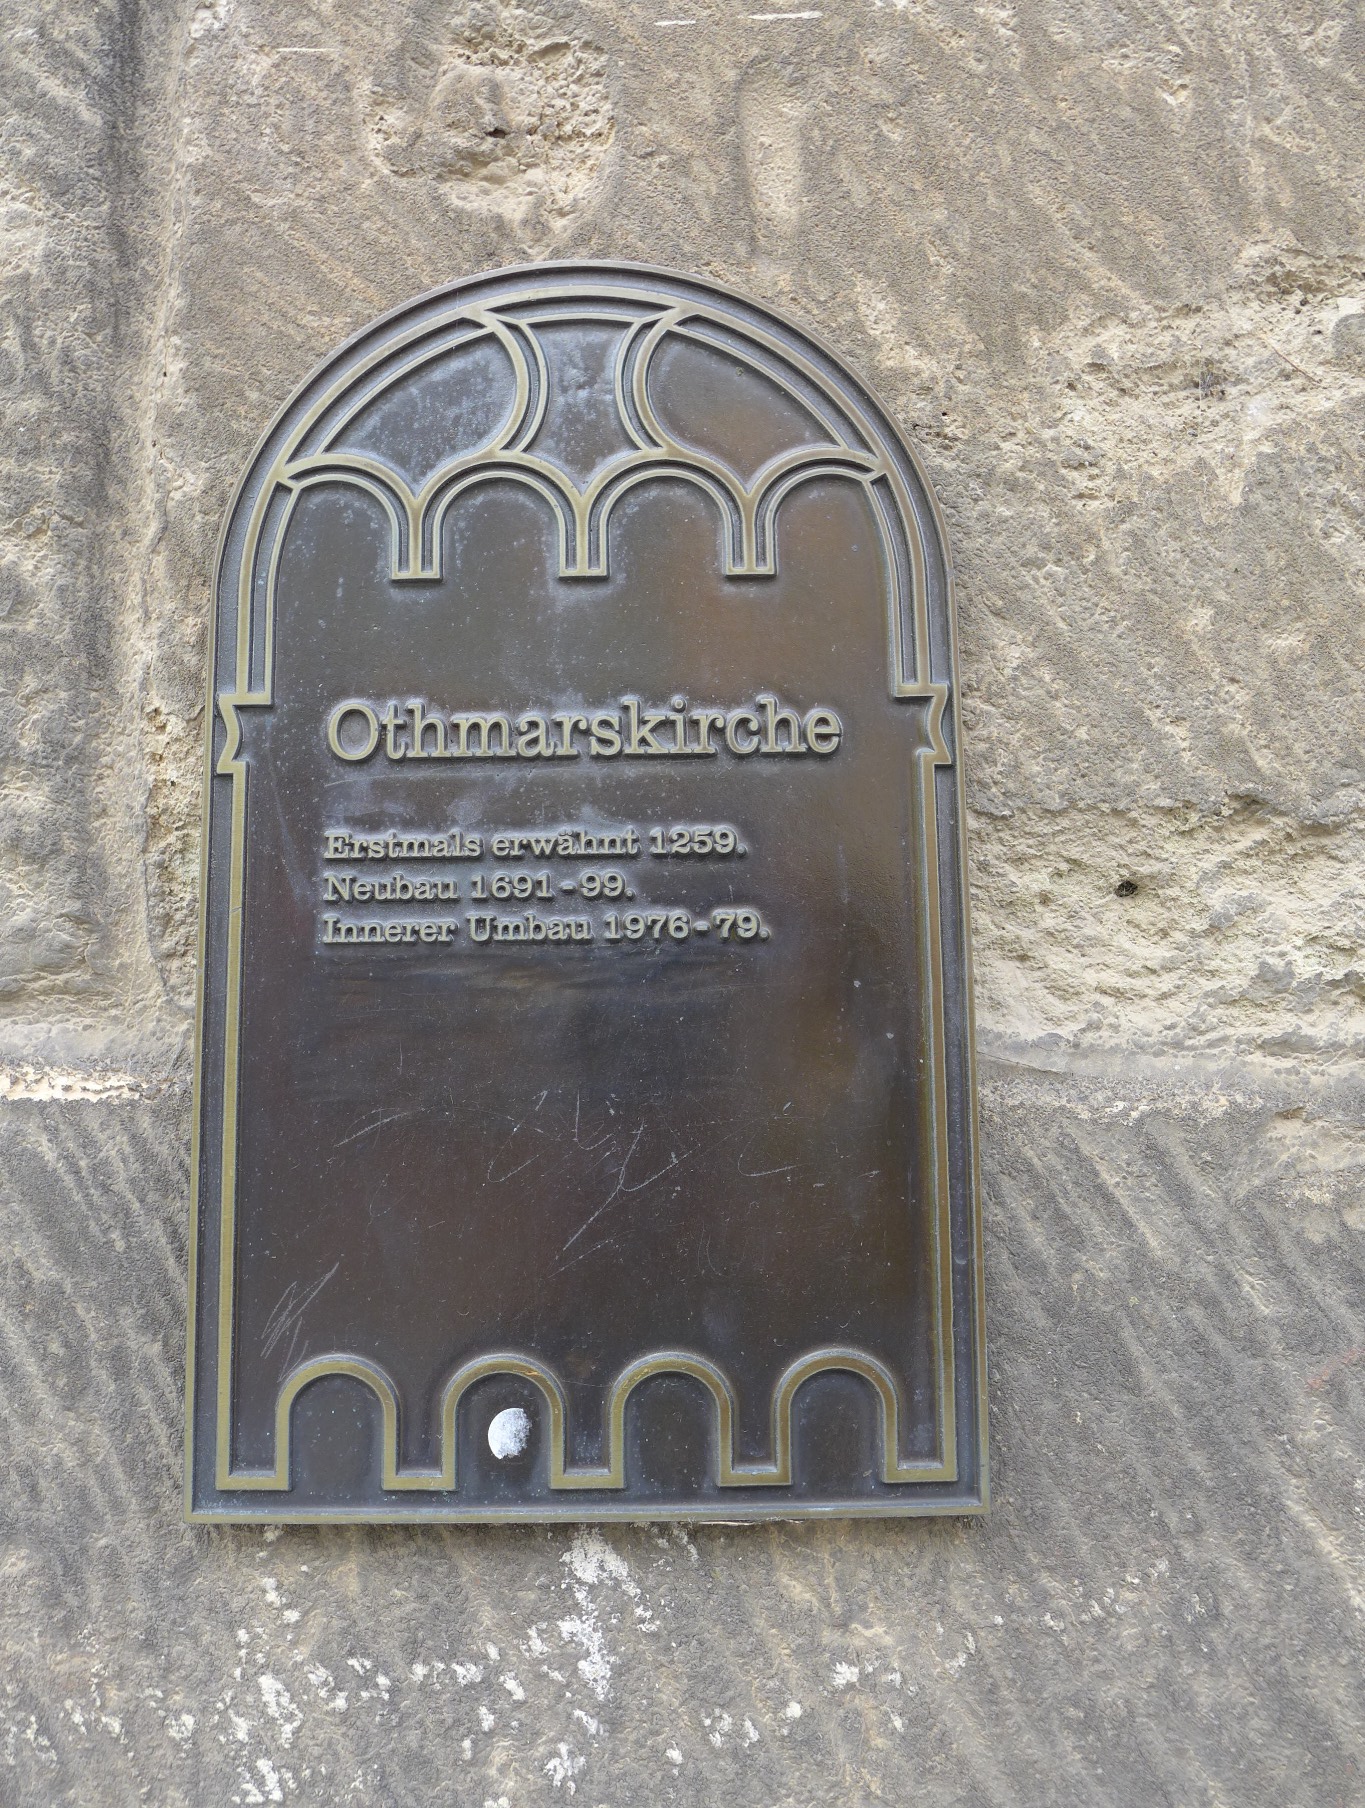 Othmarskirche
Erstmals erwähnt 1259.
Neubau 1691-99.
Innerer Umbau 1976-79.